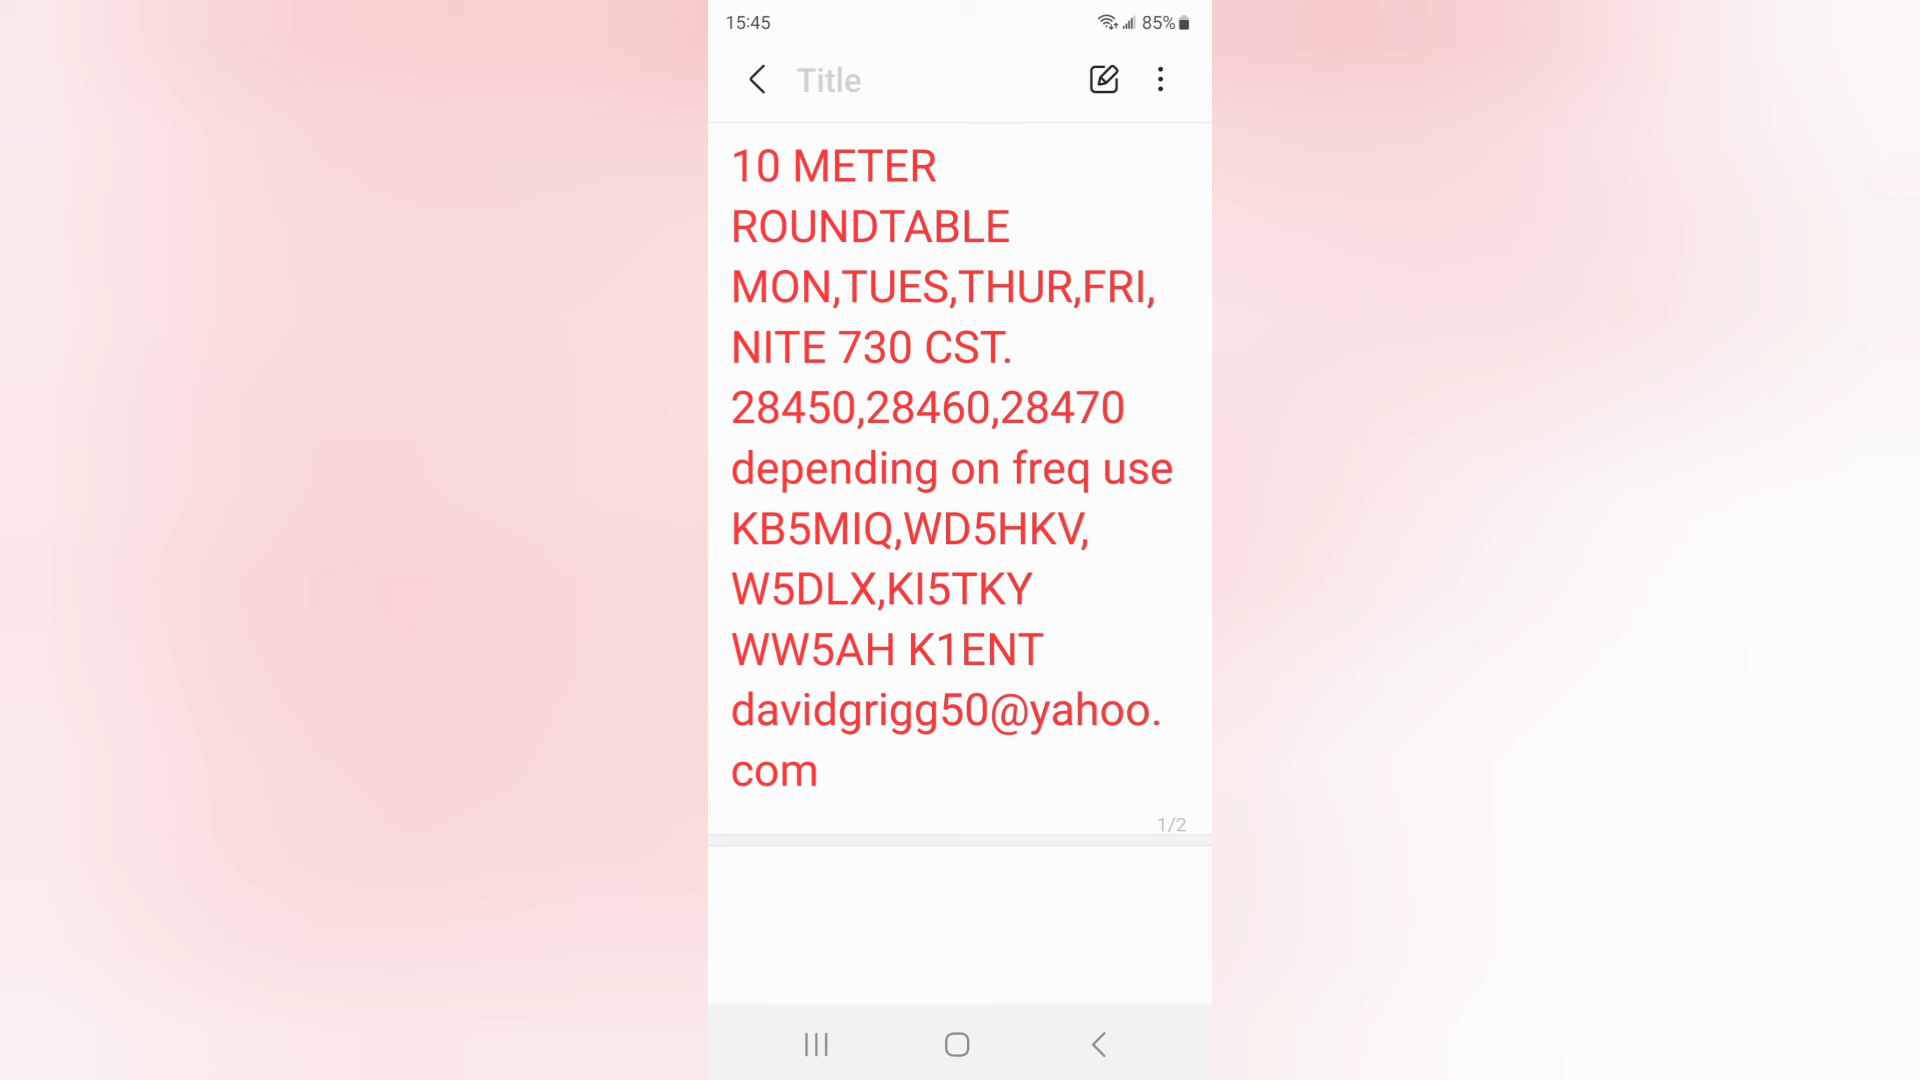 15:45
85%
Title
10 METER
ROUNDTABLE
MON,TUES,THUR,FRI,
NITE 730 CST.
28450,28460,28470
depending on freq use
KB5MIQ,WD5HKV,
W5DLX,KI5TKY
WW5AH K1ENT
davidgrigg50@yahoo.
com
1/2